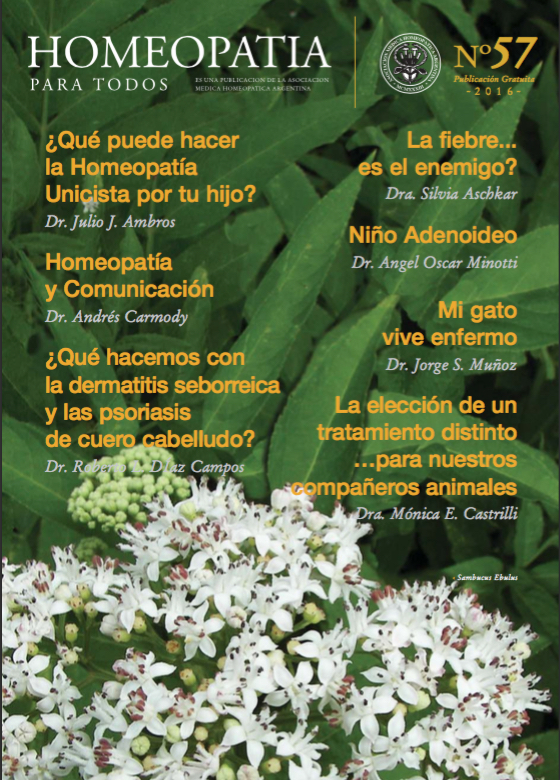 HOMEOPATIA
PARA TODOS
ES UNA PUBLICACION DE LA ASOCIACION
MEDICA HOMEOPATICA ARGENTINA
Nº57
Publicación Gratuita
-2016-
¿Qué puede hacer
la Homeopatía
Unicista por tu hijo?
Dr. Julio J. Ambros
Homeopatía
y Comunicación
Dr. Andrés Carmody
¿Qué hacemos con
la dermatitis seborreica
y las psoriasis
de cuero cabelludo?
Dr. Roberto Díaz Campos
La fiebre...
es el enemigo?
Dra. Silvia Aschkar
Niño Adenoideo
Dr. Angel Oscar Minotti
Mi gato
vive enfermo
Dr. Jorge S. Muñoz
La elección de un
tratamiento distinto
...para nuestros
compañeros animales
Dra. Mónica E. Castrilli
Sambucus Ebulus